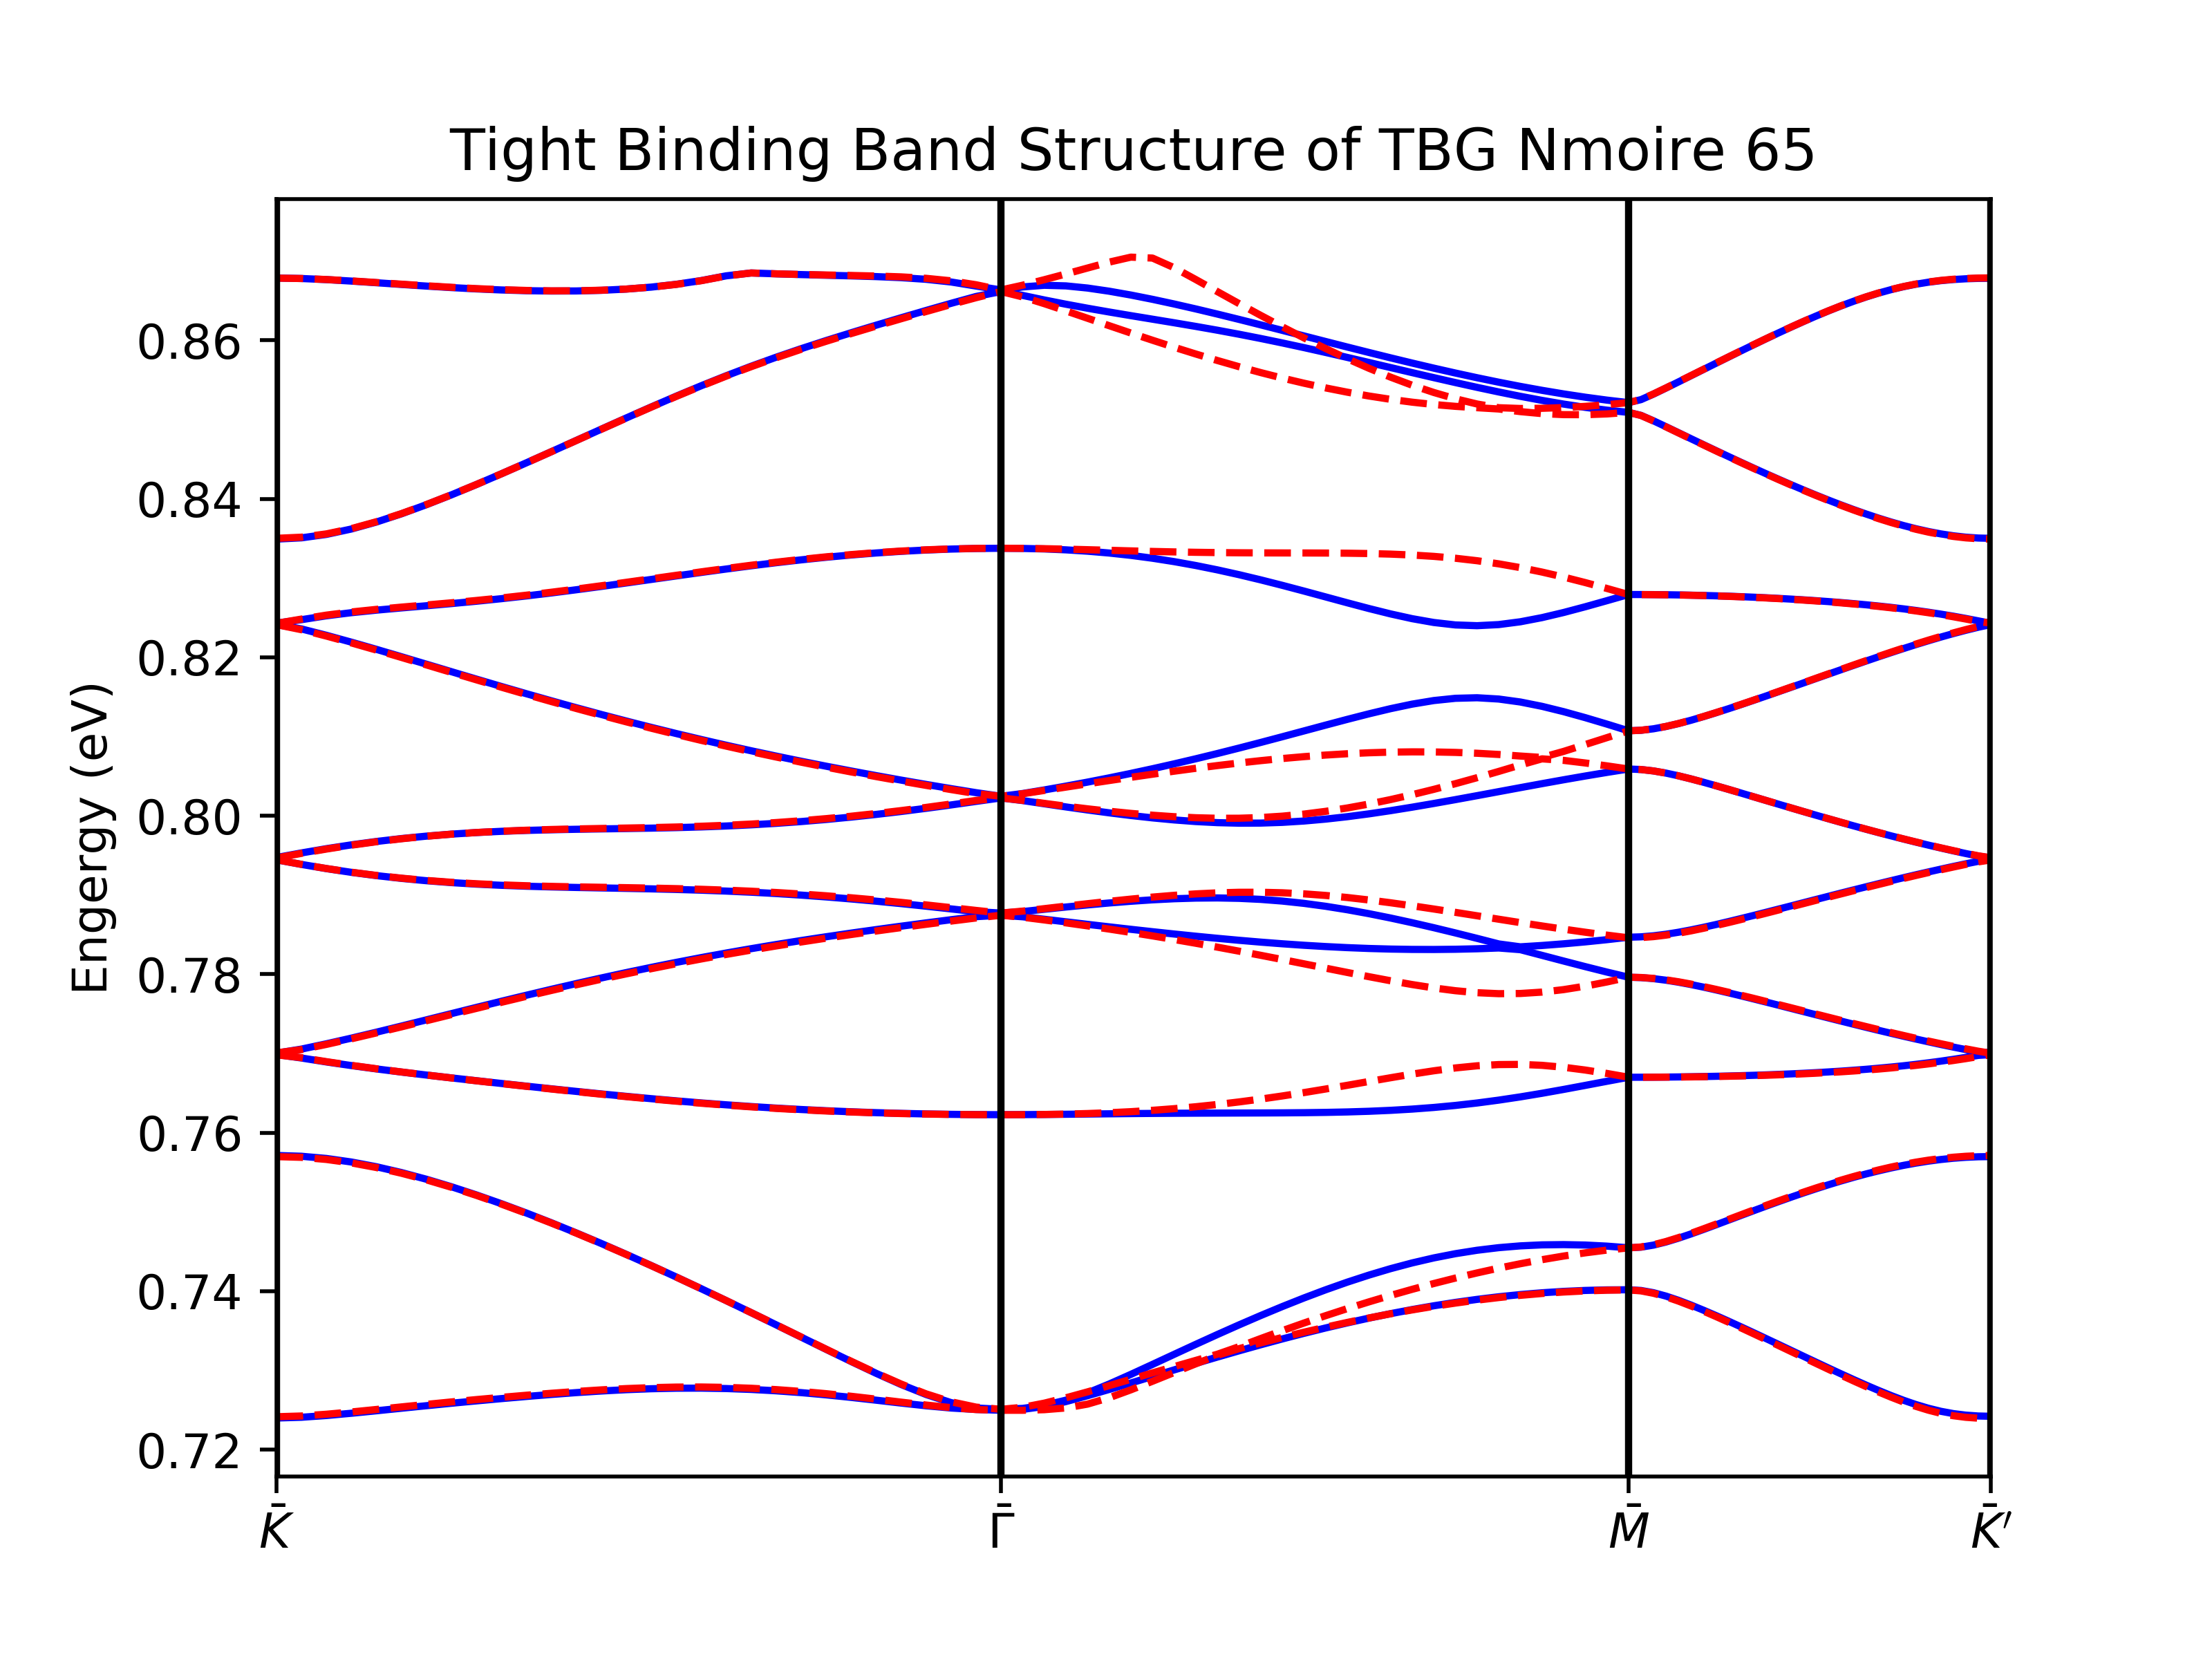 Tight Binding Band Structure of TBG Nmoire 65
Engergy (eV)
0.86
0.84
0.82
0.80
0.78
0.76
0.74
0.72
K̄ Γ̄ M̄ K̄′